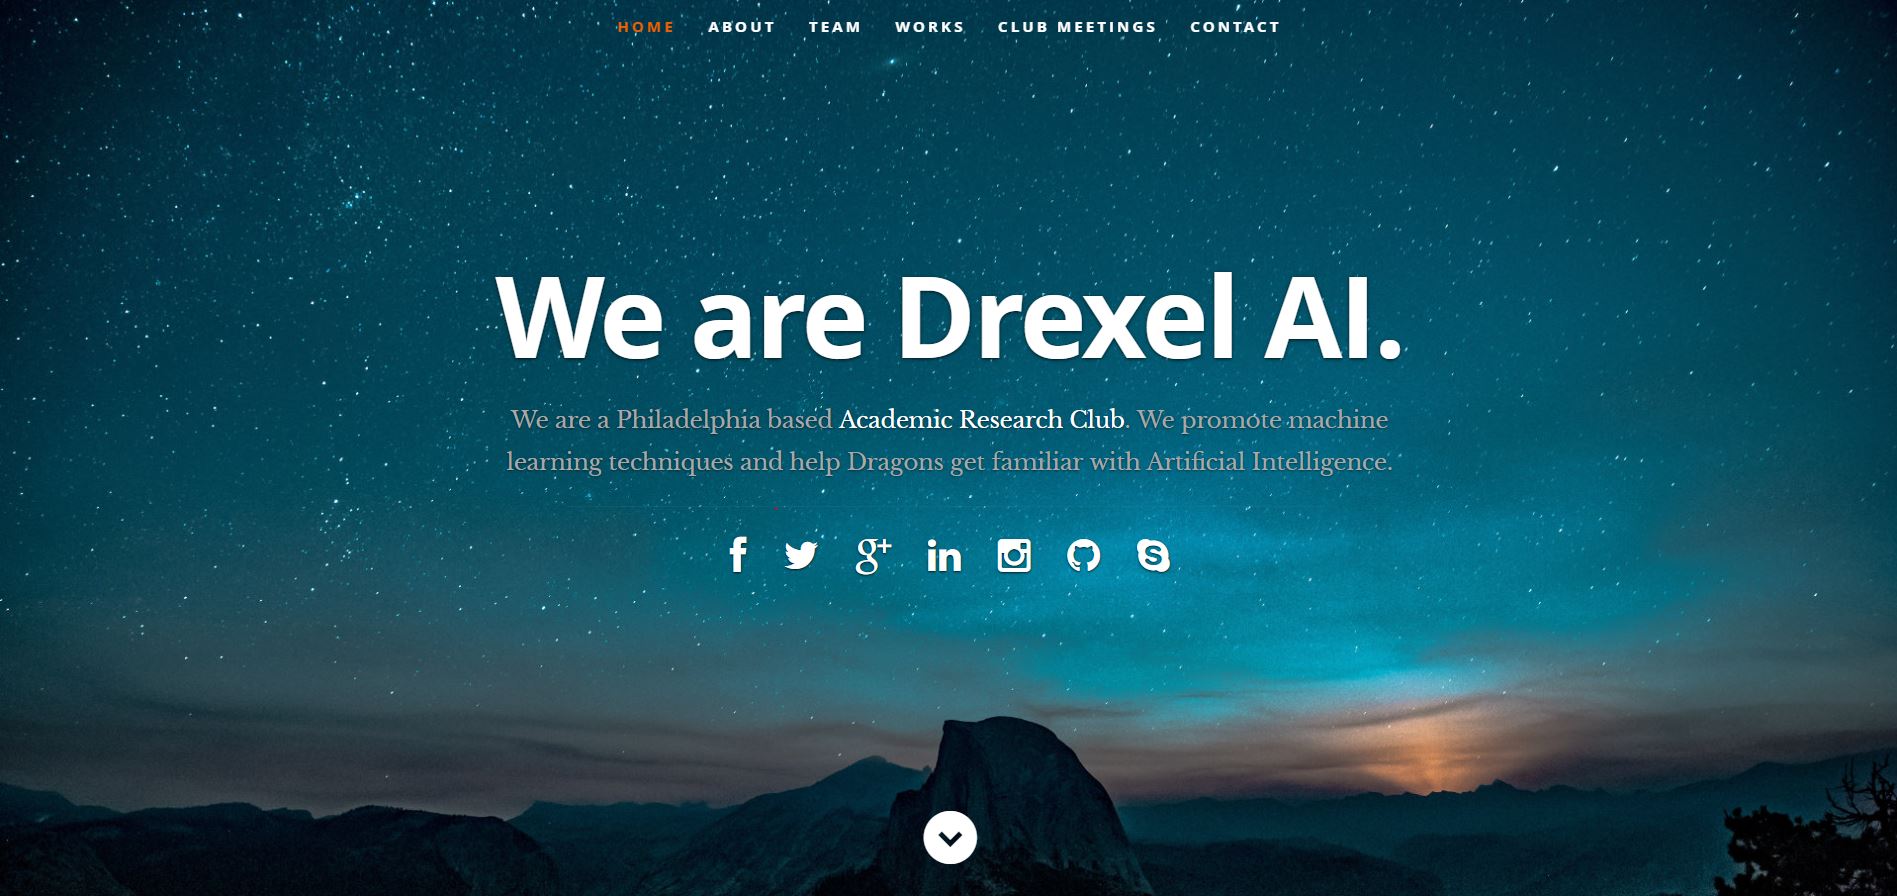 HOME ABOUT TEAM WORKS CLUB MEETINGS CONTACT
We are Drexel AI.
We are a Philadelphia based Academic Research Club. We promote machine
learning techniques and help Dragons get familiar with Artificial Intelligence.